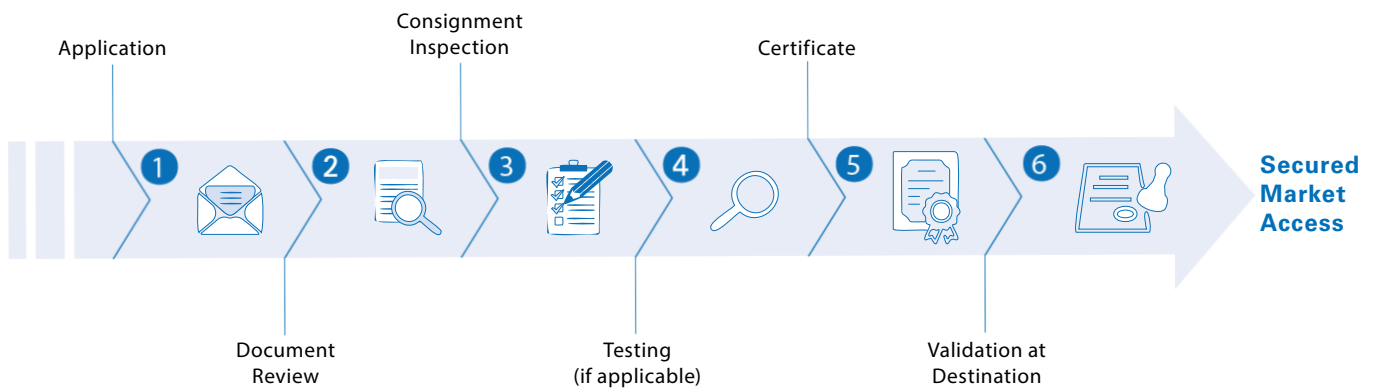 Application
1
Document
Review
2
Consignment
Inspection
3
Testing
(if applicable)
4
Certificate
5
Validation at
Destination
6
Secured
Market
Access